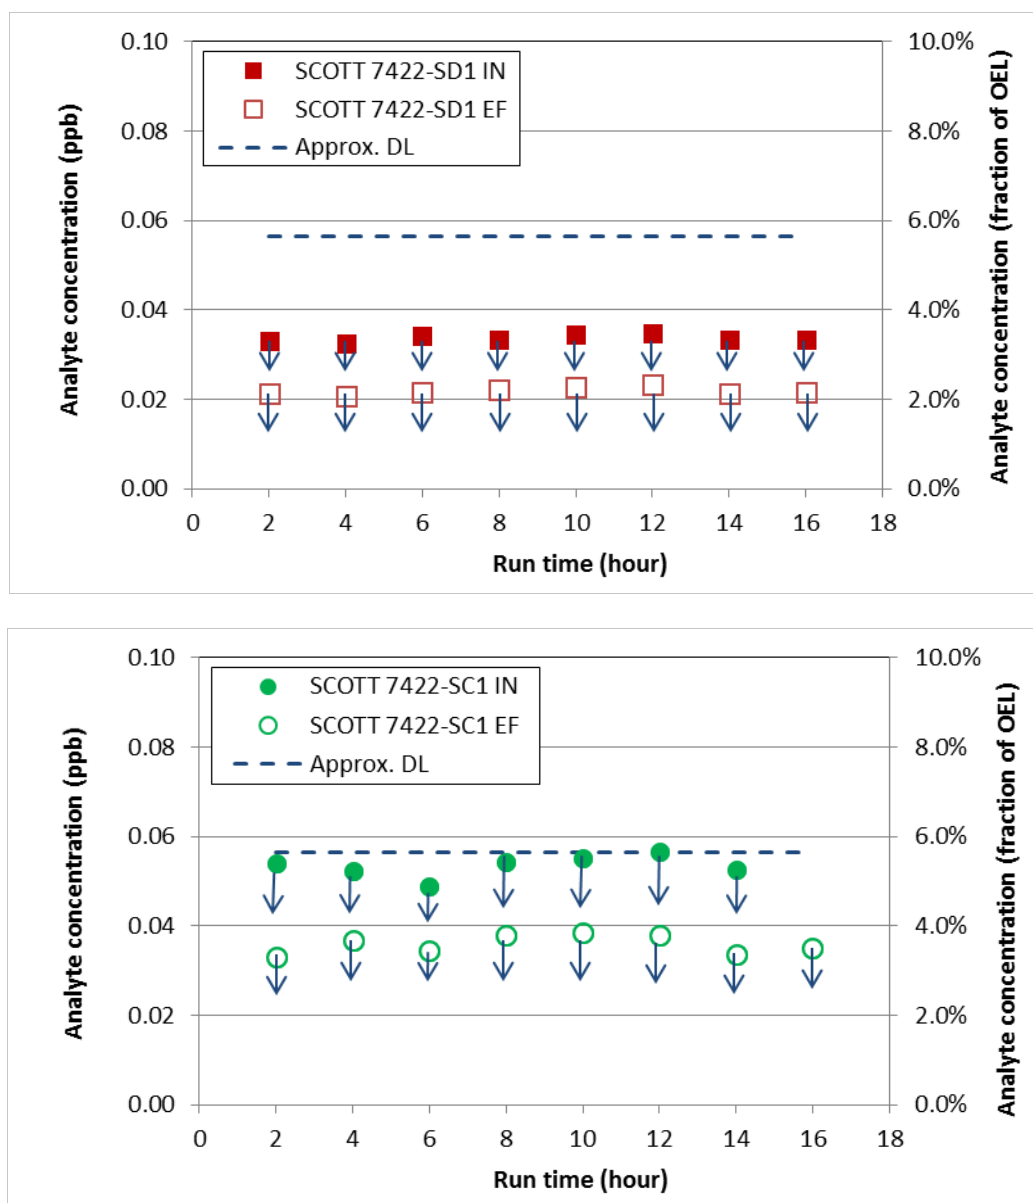 Analyte concentration (ppb)
0.10
0.08
0.06
0.04
0.02
0.00
SCOTT 7422-SD1 IN
SCOTT 7422-SD1 EF
Approx. DL
10.0%
8.0%
6.0%
4.0%
2.0%
0.0%
Analyte concentration (fraction of OEL)
0 2 4 6 8 10 12 14 16 18
Run time (hour)
Analyte concentration (ppb)
0.10
0.08
0.06
0.04
0.02
0.00
SCOTT 7422-SC1 IN
SCOTT 7422-SC1 EF
Approx. DL
10.0%
8.0%
6.0%
4.0%
2.0%
0.0%
Analyte concentration (fraction of OEL)
0 2 4 6 8 10 12 14 16 18
Run time (hour)